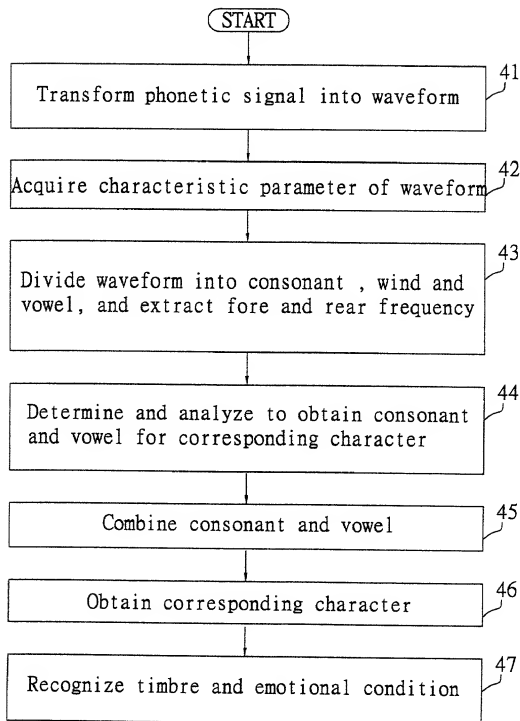 START
Transform phonetic signal into waveform
41
Acquire characteristic parameter of waveform
42
Divide waveform into consonant , wind and
vowel, and extract fore and rear frequency
43
Determine and analyze to obtain consonant
and vowel for corresponding character
44
Combine consonant and vowel
45
Obtain corresponding character
46
Recognize timbre and emotional condition
47